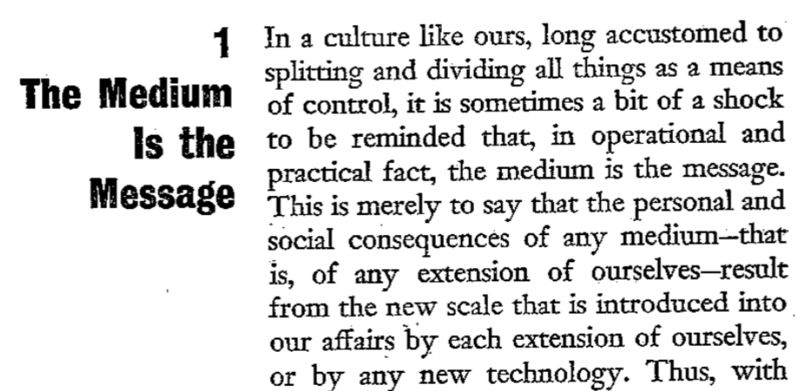 1
The Medium
Is the
Message
In a culture like ours, long accustomed to
splitting and dividing all things as a means
of control, it is sometimes a bit of a shock
to be reminded that, in operational and
practical fact, the medium is the message.
This is merely to say that the personal and
social consequences of any medium—that
is, of any extension of ourselves—result
from the new scale that is introduced into
our affairs by each extension of ourselves,
or by any new technology. Thus, with